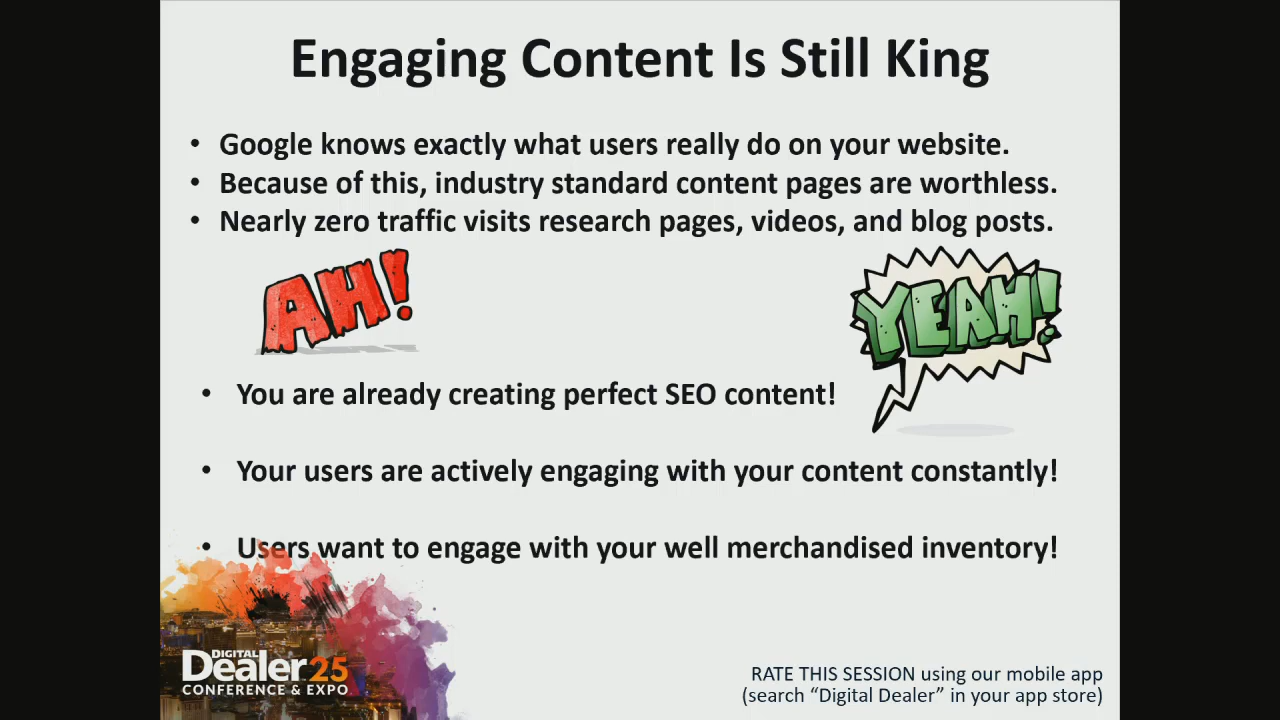 Engaging Content Is Still King
• Google knows exactly what users really do on your website.
• Because of this, industry standard content pages are worthless.
• Nearly zero traffic visits research pages, videos, and blog posts.
AH!
YEAH!
• You are already creating perfect SEO content!
• Your users are actively engaging with your content constantly!
• Users want to engage with your well merchandised inventory!
DIGITAL
Dealer 25
CONFERENCE & EXPO
RATE THIS SESSION using our mobile app
(search “Digital Dealer” in your app store)